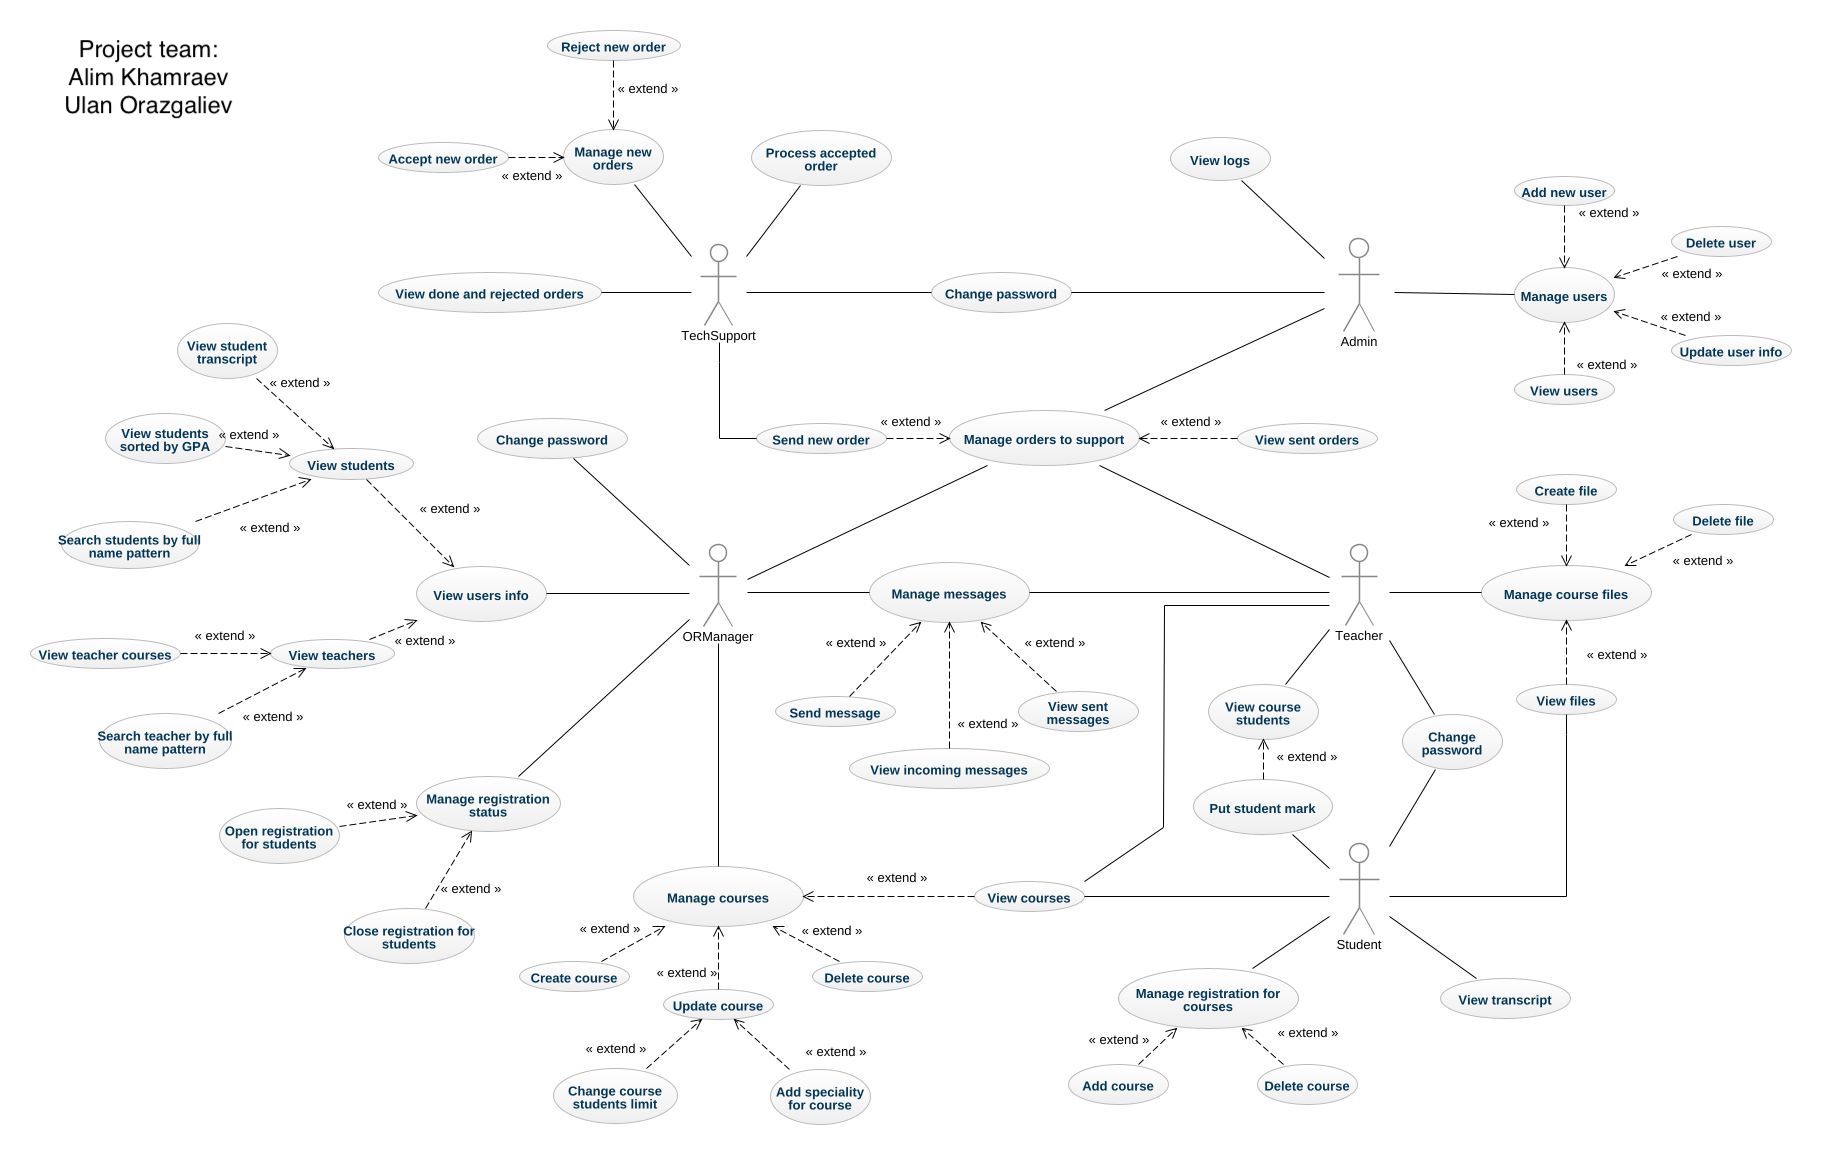 Project team:
Alim Khamraev
Ulan Orazgaliev
Reject new order
« extend »
Accept new order
« extend »
Manage new
orders
Process accepted
order
View logs
Add new user
« extend »
Delete user
« extend »
Manage users
« extend »
Update user info
« extend »
View users
View done and rejected orders
TechSupport
Change password
Admin
View student
transcript
« extend »
View students
sorted by GPA
« extend »
View students
Search students by full
name pattern
« extend »
« extend »
Change password
Send new order
« extend »
Manage orders to support
« extend »
View sent orders
Create file
« extend »
Delete file
« extend »
Manage course files
« extend »
View files
View users info
ORManager
Manage messages
Teacher
View teacher courses
« extend »
View teachers
« extend »
Search teacher by full
name pattern
« extend »
« extend »
« extend »
Send message
« extend »
View sent
messages
View incoming messages
View course
students
« extend »
Put student mark
Change
password
Manage registration
status
« extend »
Open registration
for students
« extend »
Close registration for
students
Manage courses
« extend »
View courses
Student
« extend »
Create course
« extend »
Update course
« extend »
Delete course
« extend »
Change course
students limit
« extend »
Add speciality
for course
Manage registration for
courses
View transcript
« extend »
Add course
« extend »
Delete course